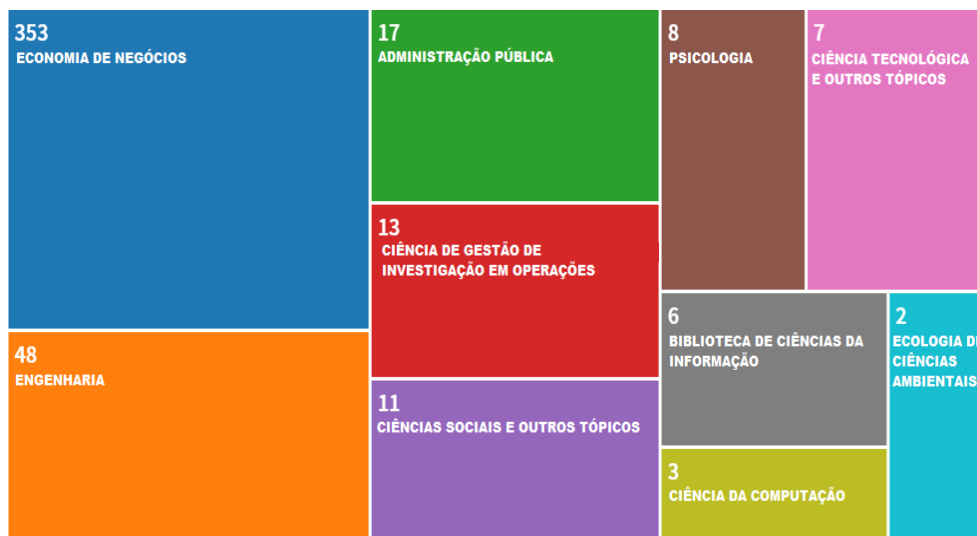 353
ECONOMIA DE NEGÓCIOS
48
ENGENHARIA
17
ADMINISTRAÇÃO PÚBLICA
13
CIÊNCIA DE GESTÃO DE
INVESTIGAÇÃO EM OPERAÇÕES
11
CIÊNCIAS SOCIAIS E OUTROS TÓPICOS
8
PSICOLOGIA
7
CIÊNCIA TECNOLÓGICA
E OUTROS TÓPICOS
6
BIBLIOTECA DE CIÊNCIAS DA
INFORMAÇÃO
3
CIÊNCIA DA COMPUTAÇÃO
2
ECOLOGIA
CIÊNCIAS
AMBIENTAIS